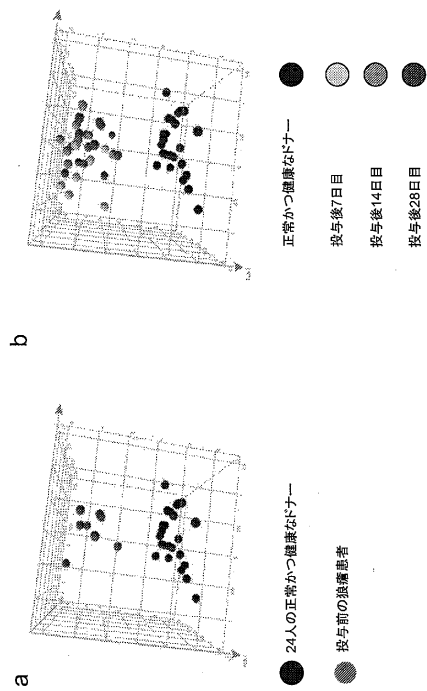 a
24人の正常かつ健康なドナー
投与前の狼瘡患者
b
正常かつ健康なドナー
投与後7日目
投与後14日目
投与後28日目